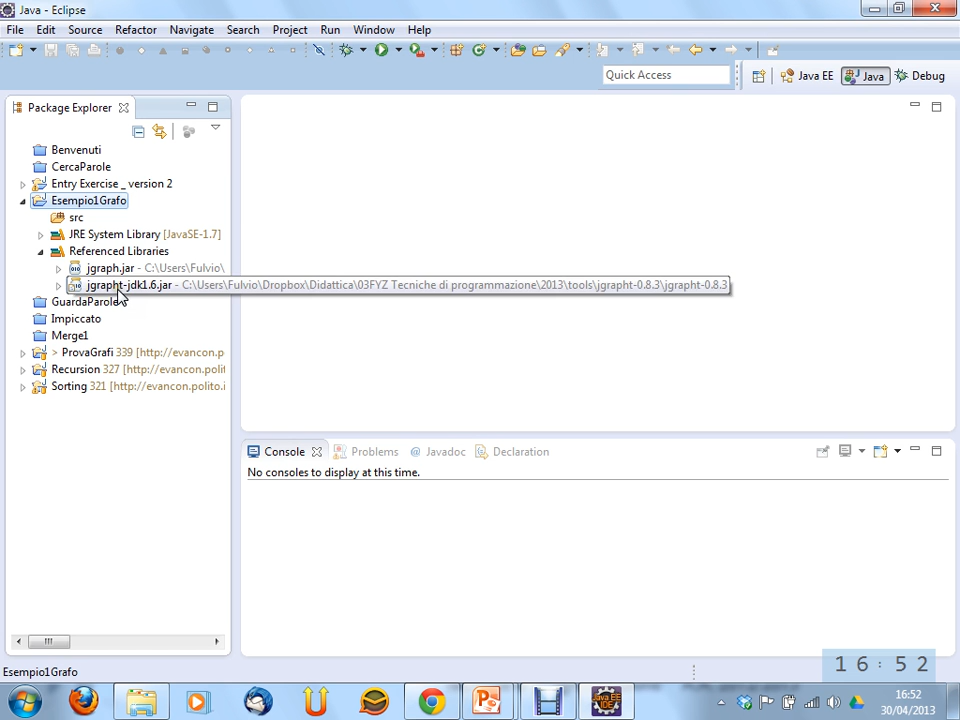 Java - Eclipse
File Edit Source Refactor Navigate Search Project Run Window Help
Quick Access
Java EE Java Debug
Package Explorer
Benvenuti
CercaParole
Entry Exercise _ version 2
Esempio1Grafo
src
JRE System Library [JavaSE-1.7]
Referenced Libraries
jgraph.jar - C:\Users\Fulvio\
jgrapht-jdk1.6.jar - C:\Users\Fulvio\Dropbox\Didattica\03FYZ Tecniche di programmazione\2013\tools\jgrapht-0.8.3\jgrapht-0.8.3
GuardaParole
Impiccato
Merge1
> ProvaGrafi 339 [http://evancon.p
Recursion 327 [http://evancon.polit
Sorting 321 [http://evancon.polito.i
Console Problems @ Javadoc Declaration
No consoles to display at this time.
Esempio1Grafo
16:52
16:52
30/04/2013